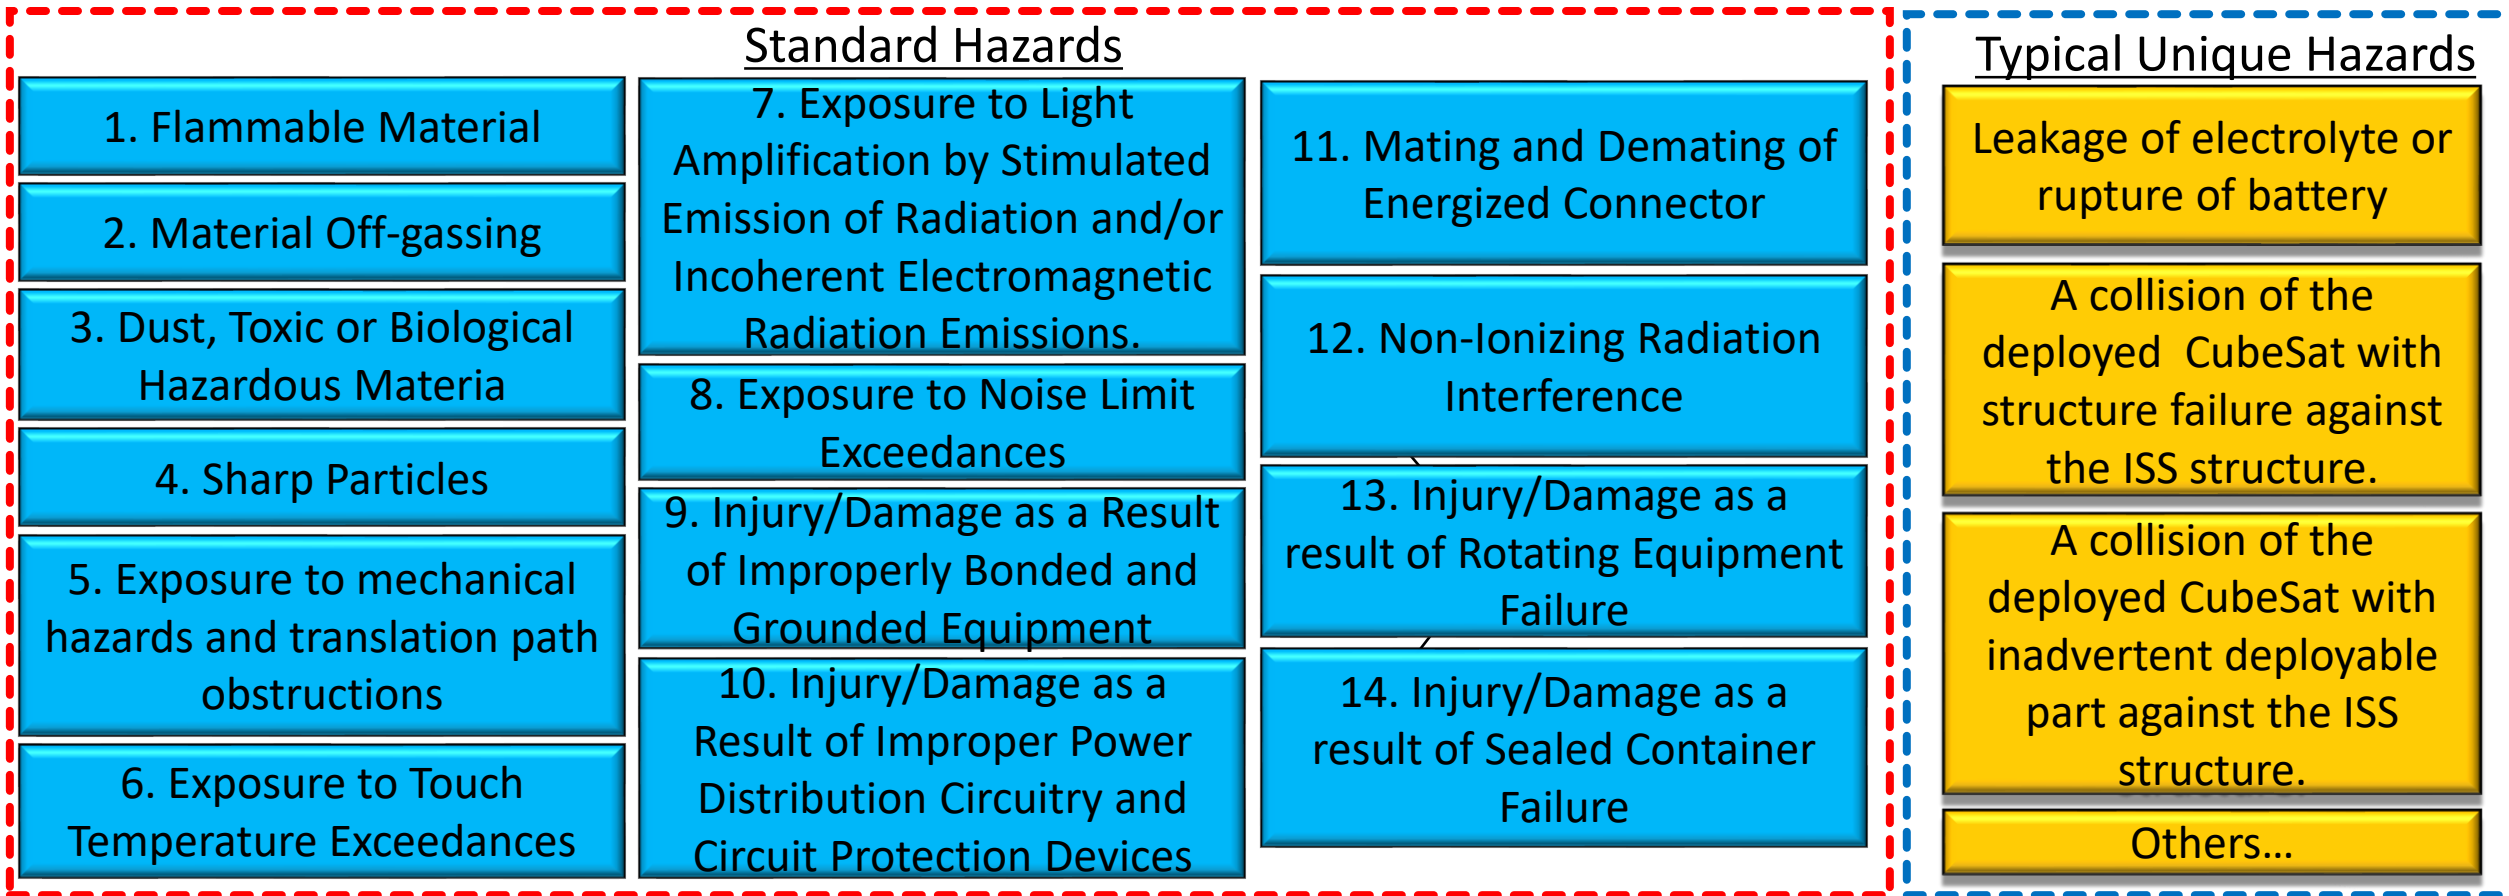 Standard Hazards
1. Flammable Material
2. Material Off-gassing
3. Dust, Toxic or Biological
Hazardous Materia
4. Sharp Particles
5. Exposure to mechanical
hazards and translation path
obstructions
6. Exposure to Touch
Temperature Exceedances
7. Exposure to Light
Amplification by Stimulated
Emission of Radiation and/or
Incoherent Electromagnetic
Radiation Emissions.
8. Exposure to Noise Limit
Exceedances
9. Injury/Damage as a Result
of Improperly Bonded and
Grounded Equipment
10. Injury/Damage as a
Result of Improper Power
Distribution Circuitry and
Circuit Protection Devices
11. Mating and Demating of
Energized Connector
12. Non-Ionizing Radiation
Interference
13. Injury/Damage as a
result of Rotating Equipment
Failure
14. Injury/Damage as a
result of Sealed Container
Failure
Typical Unique Hazards
Leakage of electrolyte or
rupture of battery
A collision of the
deployed  CubeSat with
structure failure against
the ISS structure.
A collision of the
deployed CubeSat with
inadvertent deployable
part against the ISS
structure.
Others…